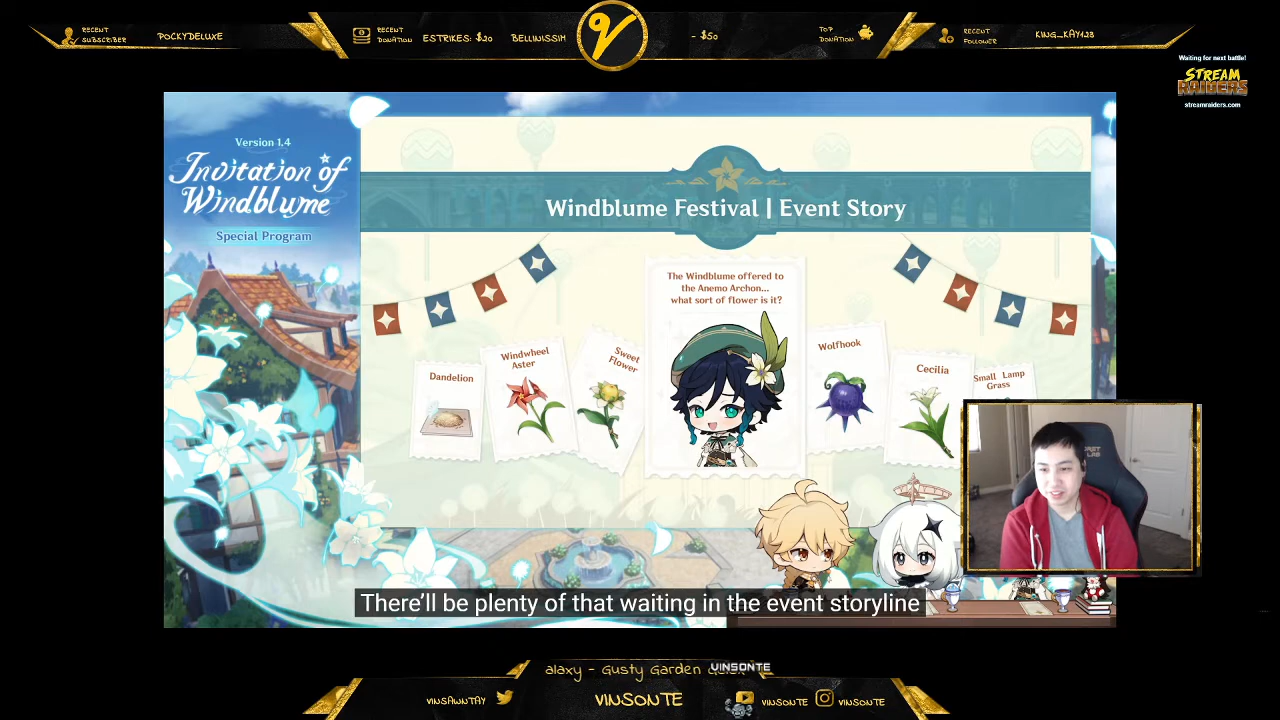 RECENT
SUBSCRIBER
POCKYDELUXE
RECENT
DONATION
ESTRIKES: $20
BELLINISSIM
- $50
TOP
DONATION
RECENT
FOLLOWER
KING_KAY128
Waiting for next battle!
STREAM
RAIDERS
streamraiders.com
Version 1.4
Invitation of
Windblume
Special Program
Windblume Festival | Event Story
The Windblume offered to
the Anemo Archon...
what sort of flower is it?
Dandelion
Windwheel
Aster
Sweet
Flower
Wolfhook
Cecilia
Small Lamp
Grass
There'll be plenty of that waiting in the event storyline
alaxy - Gusty Garden
VINSONTE
VINSAWNTAY
VINSONTE
VINSONTE
VINSONTE